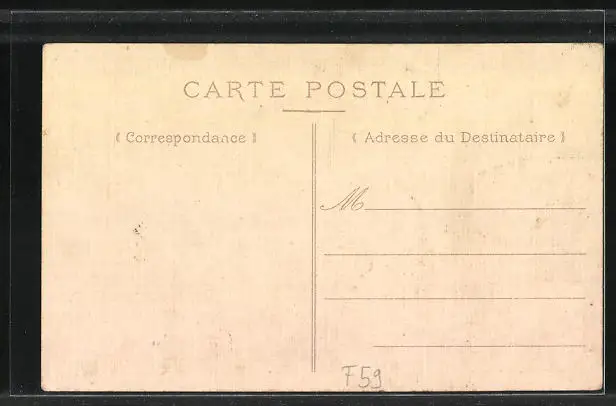 CARTE POSTALE
( Correspondance )
( Adresse du Destinataire )
M
F59